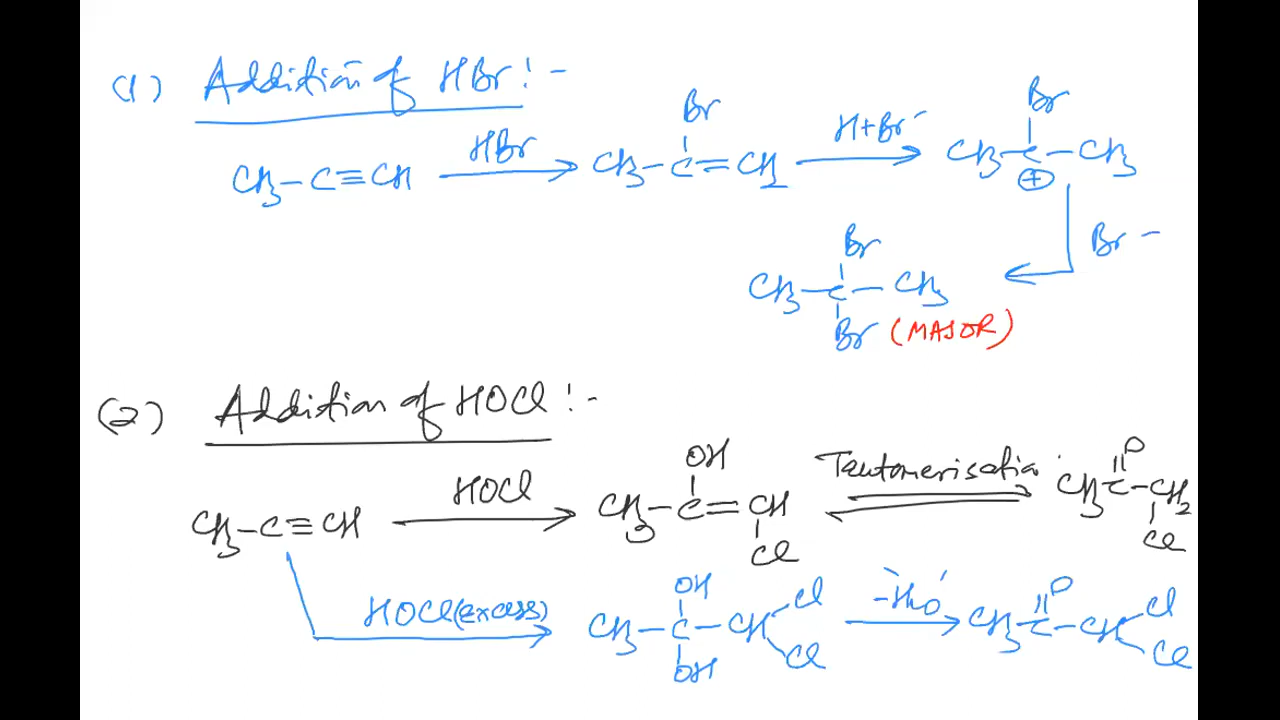 (1) Addition of HBr :-
CH3-C≡CH HBr CH3-C(Br)=CH2 H+Br- CH3-C(Br)(+)-CH3
Br-
CH3-C(Br)(Br)-CH3 (MAJOR)
(2) Addition of HOCl :-
CH3-C≡CH HOCl CH3-C(OH)=CH(Cl) Tautomerisation CH3-C(=O)-CH2(Cl)
HOCl(excess) CH3-C(OH)(OH)-CH(Cl)(Cl) -H2O CH3-C(=O)-CH(Cl)(Cl)